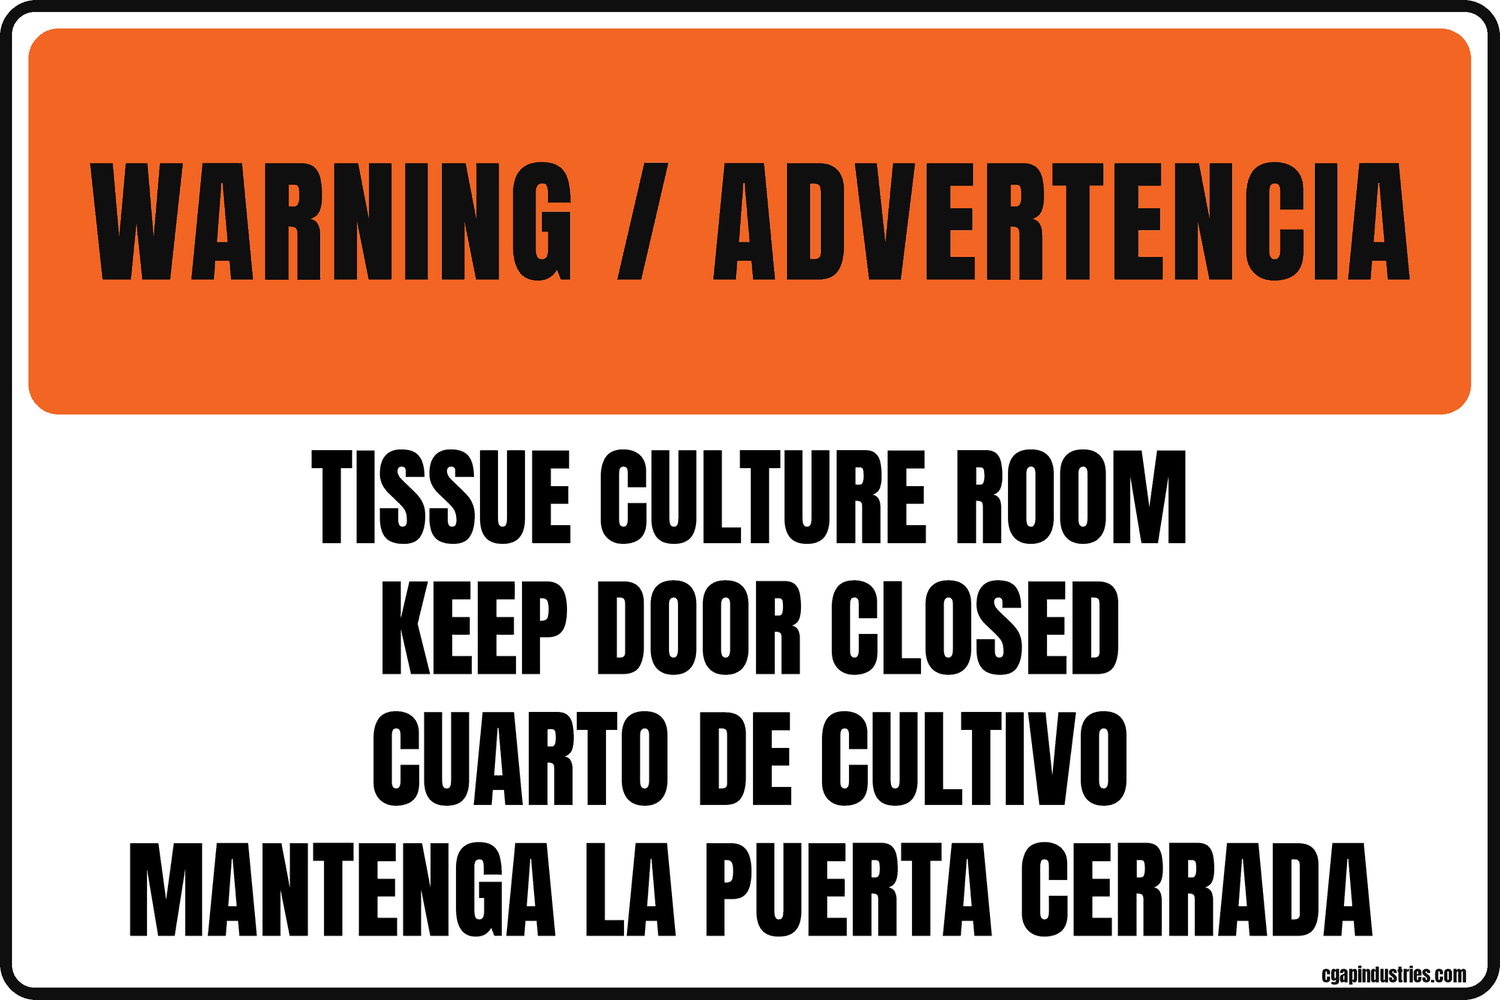 WARNING / ADVERTENCIA
TISSUE CULTURE ROOM
KEEP DOOR CLOSED
CUARTO DE CULTIVO
MANTENGA LA PUERTA CERRADA
cgapindustries.com